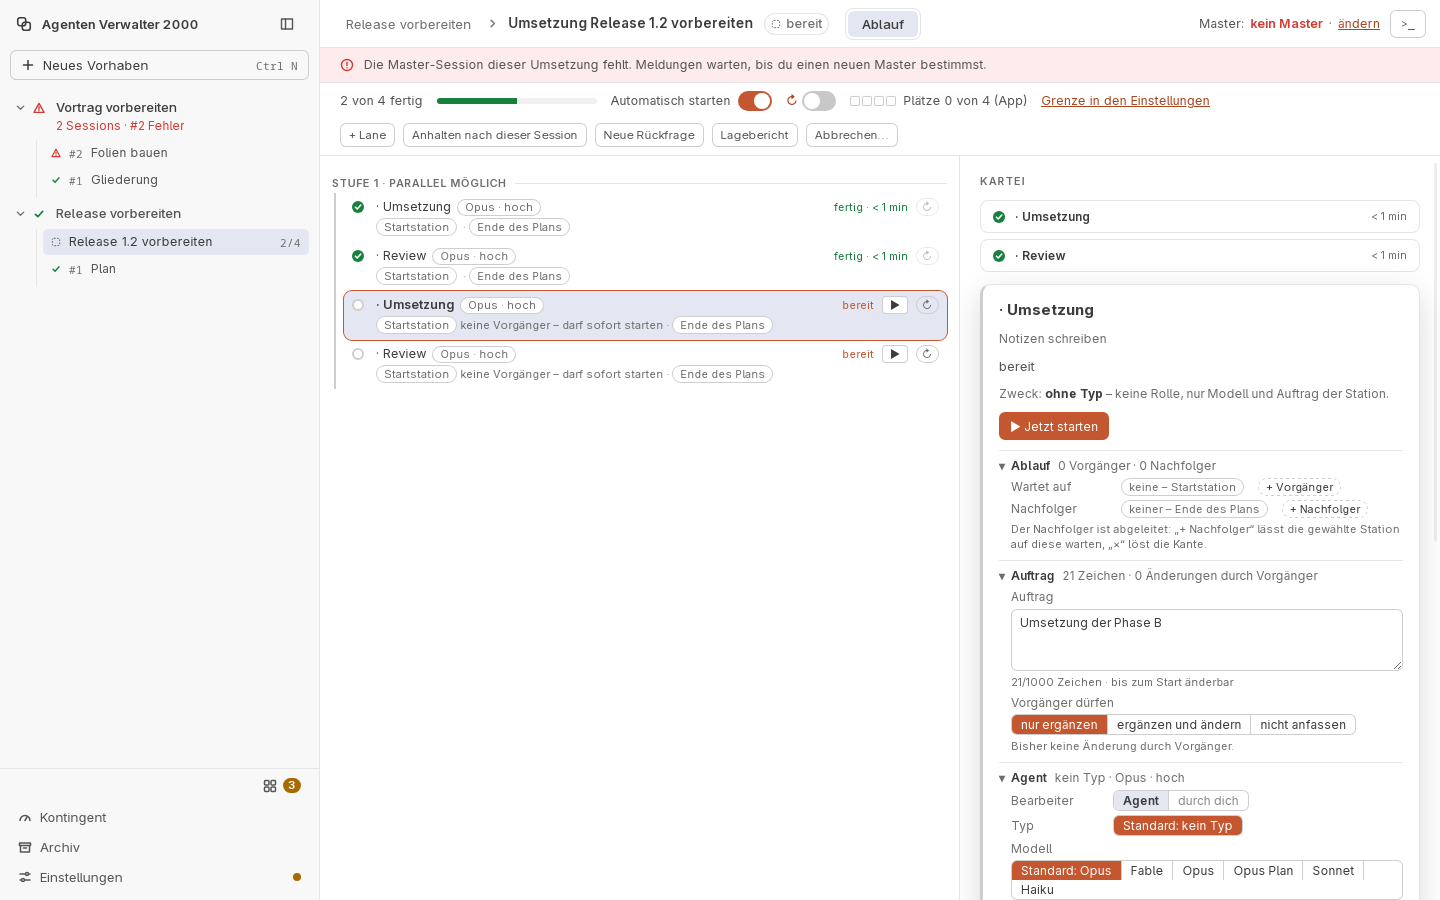 Agenten Verwalter 2000
Neues Vorhaben Ctrl N
Vortrag vorbereiten
2 Sessions · #2 Fehler
#2 Folien bauen
#1 Gliederung
Release vorbereiten
Release 1.2 vorbereiten 2/4
#1 Plan
3
Kontingent
Archiv
Einstellungen
Release vorbereiten > Umsetzung Release 1.2 vorbereiten bereit Ablauf
Master: kein Master · ändern >_
Die Master-Session dieser Umsetzung fehlt. Meldungen warten, bis du einen neuen Master bestimmst.
2 von 4 fertig Automatisch starten Plätze 0 von 4 (App) Grenze in den Einstellungen
+ Lane Anhalten nach dieser Session Neue Rückfrage Lagebericht Abbrechen…
STUFE 1 · PARALLEL MÖGLICH
· Umsetzung Opus · hoch fertig · < 1 min
Startstation · Ende des Plans
· Review Opus · hoch fertig · < 1 min
Startstation · Ende des Plans
· Umsetzung Opus · hoch bereit
Startstation keine Vorgänger – darf sofort starten · Ende des Plans
· Review Opus · hoch bereit
Startstation keine Vorgänger – darf sofort starten · Ende des Plans
KARTEI
· Umsetzung < 1 min
· Review < 1 min
· Umsetzung
Notizen schreiben
bereit
Zweck: ohne Typ – keine Rolle, nur Modell und Auftrag der Station.
▶ Jetzt starten
▾ Ablauf 0 Vorgänger · 0 Nachfolger
Wartet auf keine – Startstation + Vorgänger
Nachfolger keiner – Ende des Plans + Nachfolger
Der Nachfolger ist abgeleitet: „+ Nachfolger“ lässt die gewählte Station
auf diese warten, „×“ löst die Kante.
▾ Auftrag 21 Zeichen · 0 Änderungen durch Vorgänger
Auftrag
Umsetzung der Phase B
21/1000 Zeichen · bis zum Start änderbar
Vorgänger dürfen
nur ergänzen ergänzen und ändern nicht anfassen
Bisher keine Änderung durch Vorgänger.
▾ Agent kein Typ · Opus · hoch
Bearbeiter Agent durch dich
Typ Standard: kein Typ
Modell
Standard: Opus Fable Opus Opus Plan Sonnet
Haiku